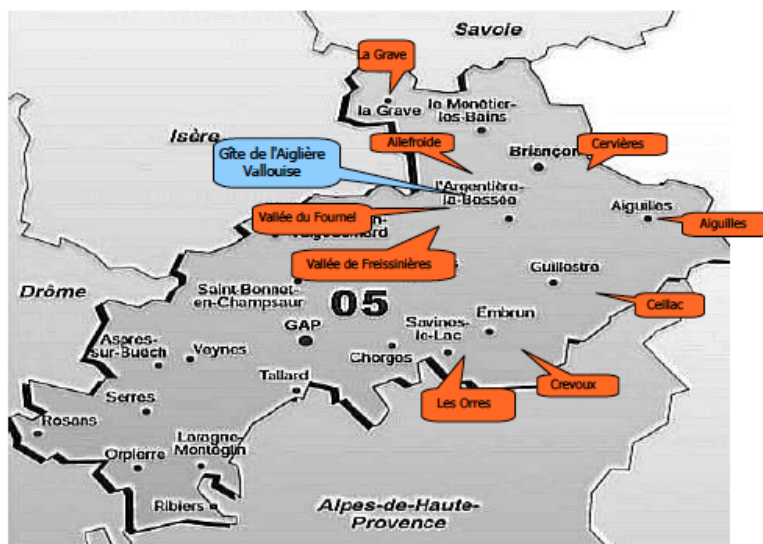 Savoie
La Grave
la Grave
le Monêtier-
les-Bains
Isère
Ailefroide
Cervières
Briançon
Gîte de l'Aiglière
Vallouise
l'Argentière-
la-Bessée
Vallée du Fournel
Aiguilles
Aiguilles
Vallée de Freissinières
Guillestre
Drôme
Saint-Bonnet-
en-Champsaur
05
Ceillac
Embrun
GAP
Savines-
le-Lac
Aspres-
sur-Buëch
Veynes
Chorges
Crevoux
Tallard
Les Orres
Serres
Rosans
Laragne-
Montéglin
Orpierre
Ribiers
Alpes-de-Haute-
Provence